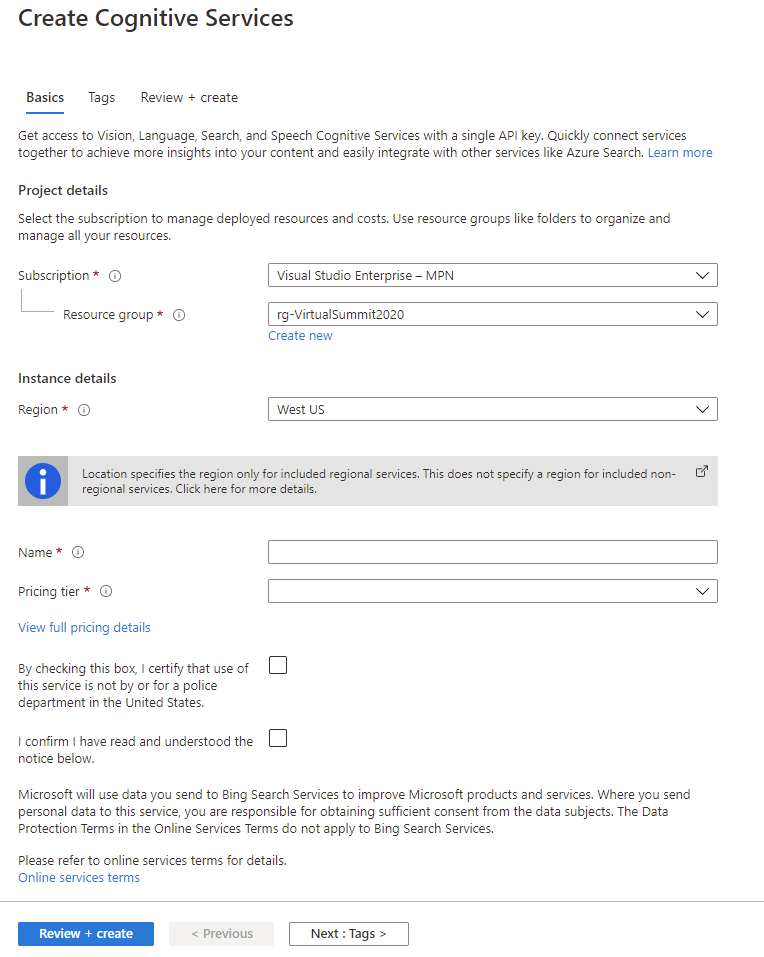 Create Cognitive Services
Basics Tags Review + create
Get access to Vision, Language, Search, and Speech Cognitive Services with a single API key. Quickly connect services
together to achieve more insights into your content and easily integrate with other services like Azure Search. Learn more
Project details
Select the subscription to manage deployed resources and costs. Use resource groups like folders to organize and
manage all your resources.
Subscription * Visual Studio Enterprise – MPN
Resource group * rg-VirtualSummit2020
Create new
Instance details
Region * West US
Location specifies the region only for included regional services. This does not specify a region for included non-
regional services. Click here for more details.
Name *
Pricing tier *
View full pricing details
By checking this box, I certify that use of
this service is not by or for a police
department in the United States.
I confirm I have read and understood the
notice below.
Microsoft will use data you send to Bing Search Services to improve Microsoft products and services. Where you send
personal data to this service, you are responsible for obtaining sufficient consent from the data subjects. The Data
Protection Terms in the Online Services Terms do not apply to Bing Search Services.
Please refer to online services terms for details.
Online services terms
Review + create < Previous Next : Tags >